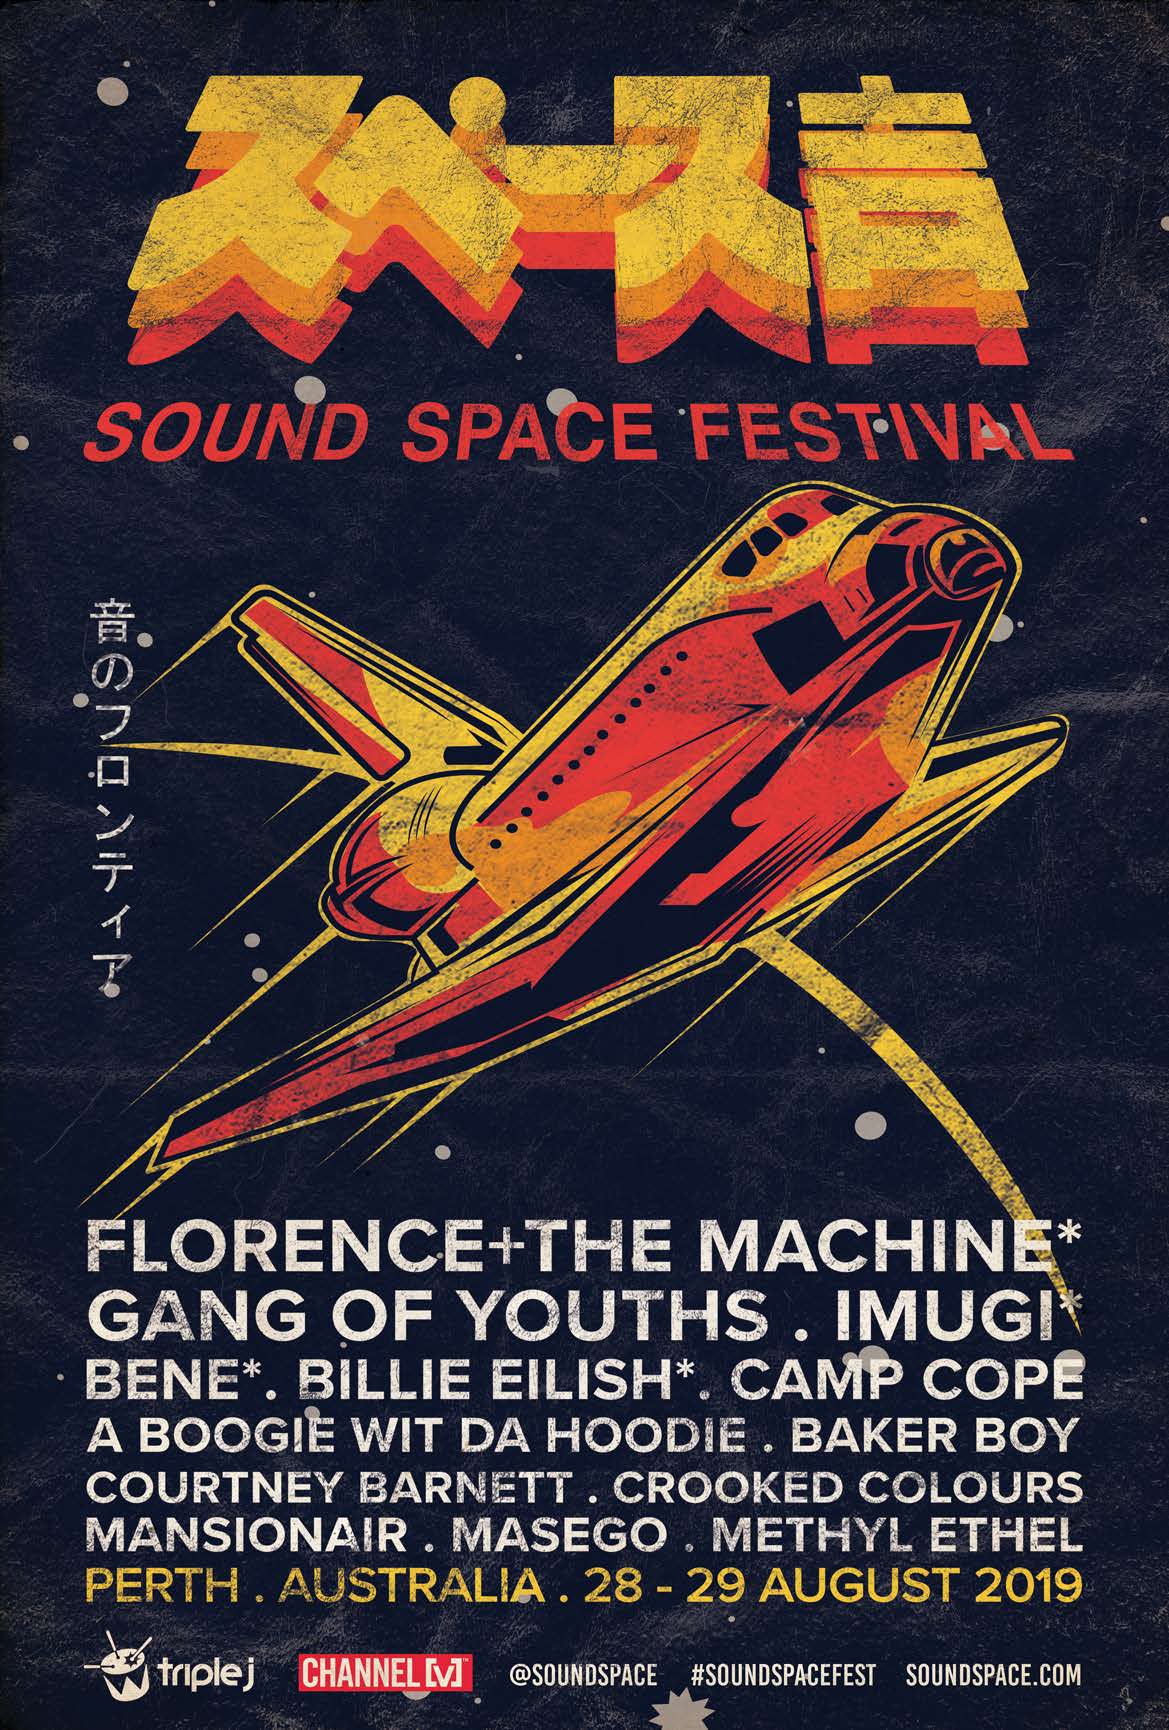 スペース音
SOUND SPACE FESTIVAL
音のフロンティア
FLORENCE+THE MACHINE*
GANG OF YOUTHS . IMUGI*
BENE*. BILLIE EILISH*. CAMP COPE
A BOOGIE WIT DA HOODIE . BAKER BOY
COURTNEY BARNETT . CROOKED COLOURS
MANSIONAIR . MASEGO . METHYL ETHEL
PERTH . AUSTRALIA . 28 - 29 AUGUST 2019
triple j CHANNEL [V]™ @SOUNDSPACE #SOUNDSPACEFEST SOUNDSPACE.COM